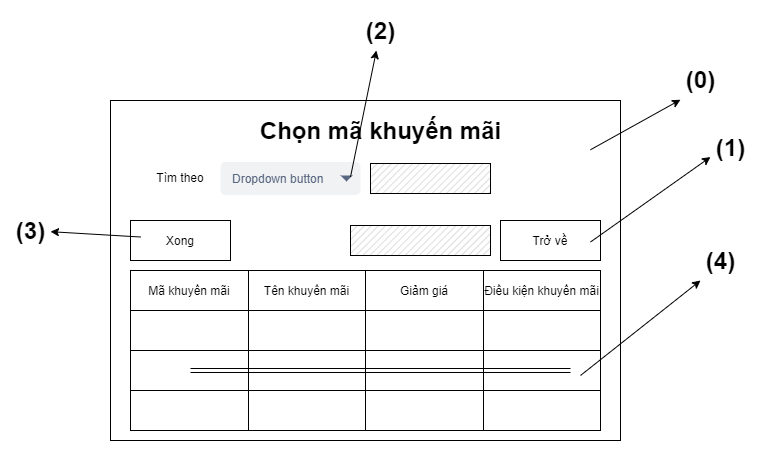 (2)
(0)
Chọn mã khuyến mãi
(1)
Tìm theo Dropdown button
(3) Xong Trở về
(4)
Mã khuyến mãi Tên khuyến mãi Giảm giá Điều kiện khuyến mãi